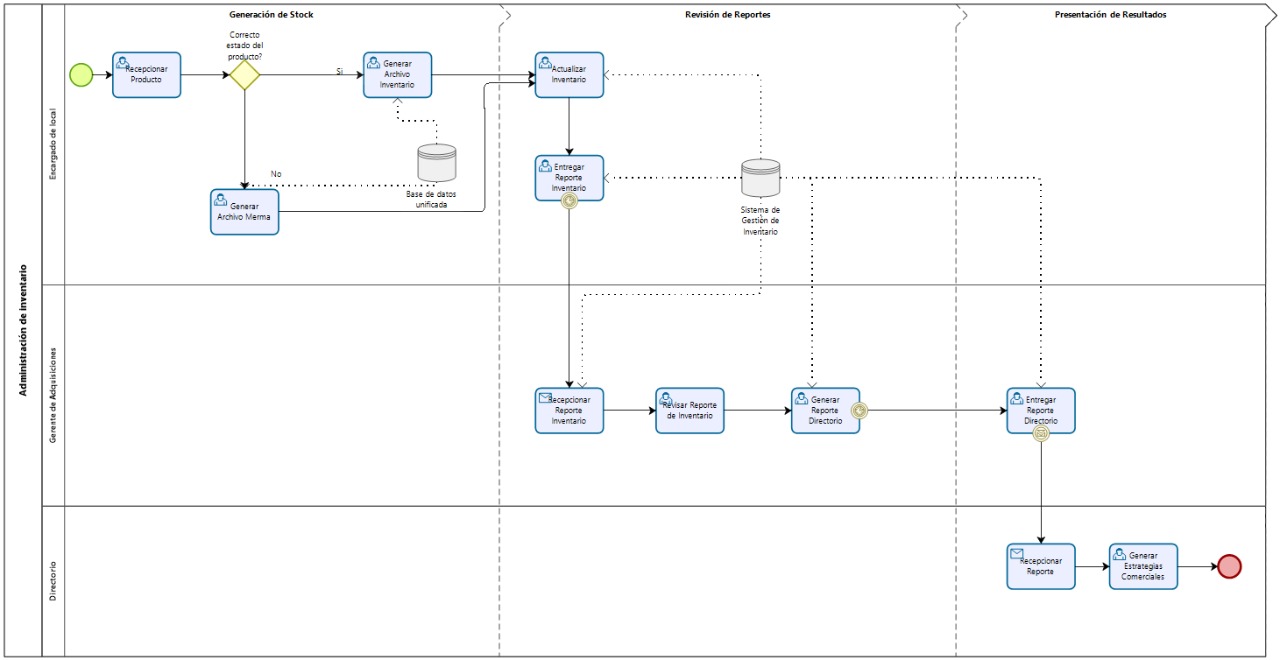 Generación de Stock
Revisión de Reportes
Presentación de Resultados
Administración de inventario
Encargado de local
Recepcionar
Producto
Correcto
estado del
producto?
Si
Generar
Archivo
Inventario
No
Generar
Archivo Merma
Base de datos
unificada
Actualizar
Inventario
Entregar
Reporte
Inventario
Sistema de
Gestión de
Inventario
Gerente de Adquisiciones
Recepcionar
Reporte
Inventario
Revisar Reporte
de Inventario
Generar
Reporte
Directorio
Entregar
Reporte
Directorio
Directorio
Recepcionar
Reporte
Generar
Estrategias
Comerciales